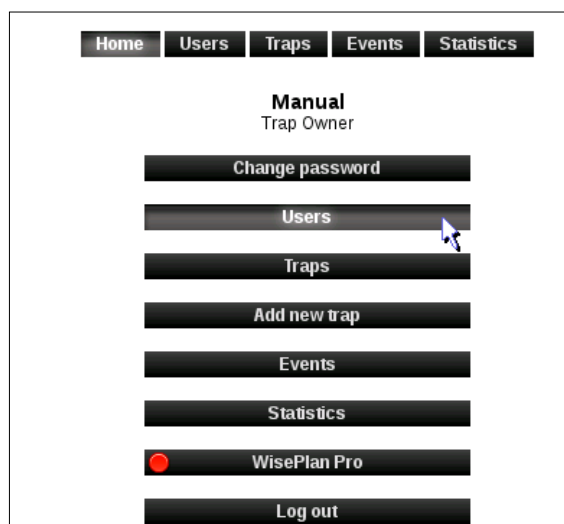 Home Users Traps Events Statistics
Manual
Trap Owner
Change password
Users
Traps
Add new trap
Events
Statistics
WisePlan Pro
Log out